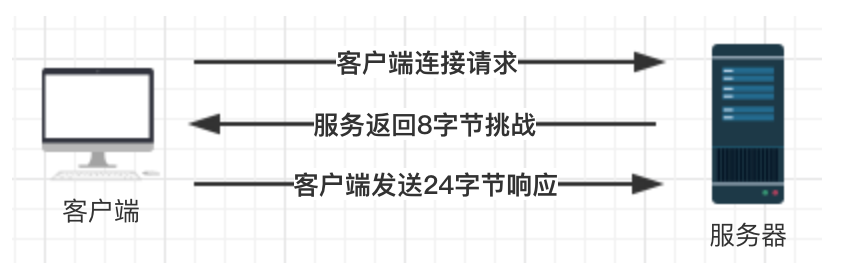 客户端连接请求
服务返回8字节挑战
客户端发送24字节响应
客户端
服务器